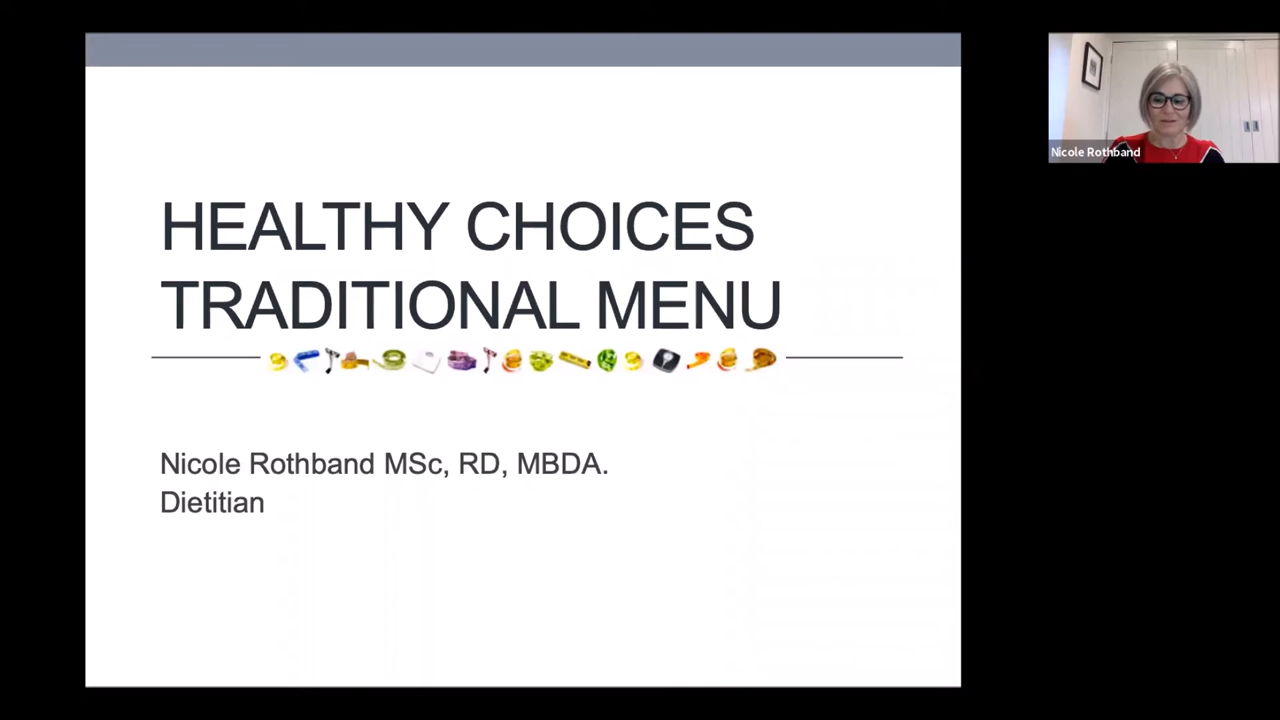 HEALTHY CHOICES
TRADITIONAL MENU
Nicole Rothband MSc, RD, MBDA.
Dietitian
Nicole Rothband